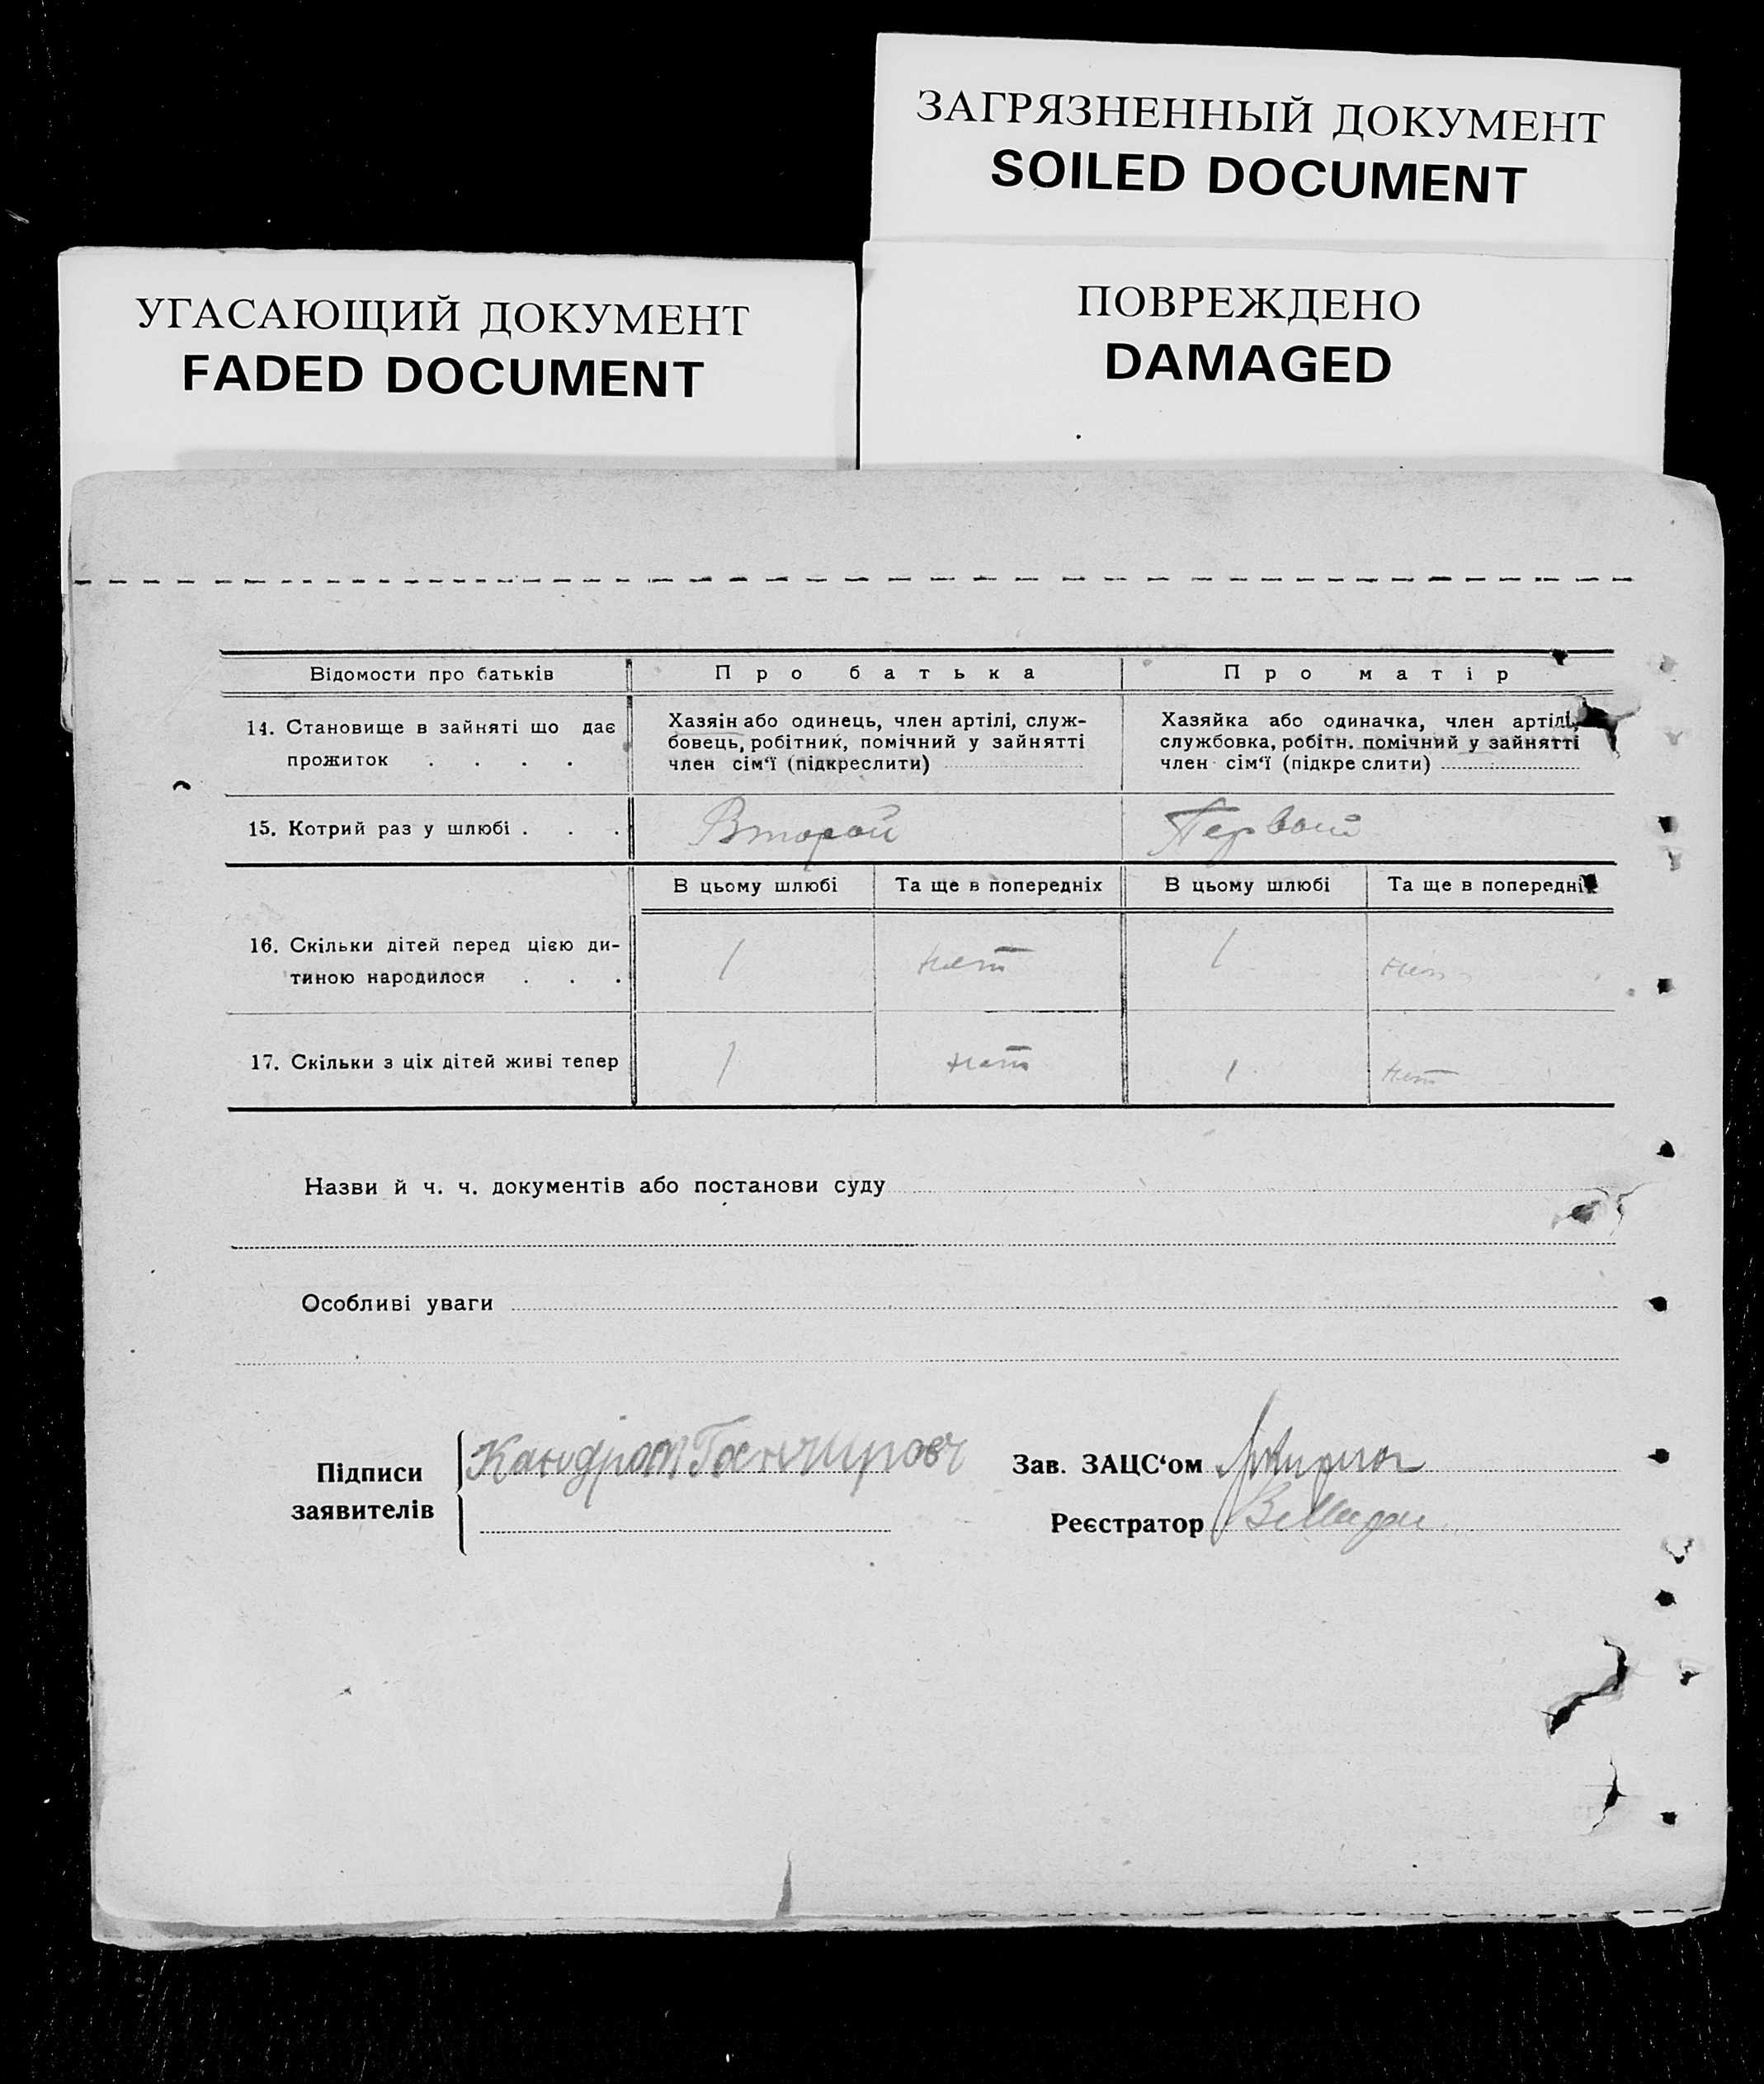 ЗАГРЯЗНЕННЫЙ ДОКУМЕНТ
SOILED DOCUMENT
УГАСАЮЩИЙ ДОКУМЕНТ
FADED DOCUMENT
ПОВРЕЖДЕНО
DAMAGED
Відомости про батьків Про батька Про матір
14. Становище в зайняті що дає
прожиток . . . .
Хазяін або одинець, член артілі, служ-
бовець, робітник, помічний у зайнятті
член сім‘ї (підкреслити)
Хазяйка або одиначка, член артілі,
службовка, робітн. помічний у зайнятті
член сім‘ї (підкреслити)
15. Котрий раз у шлюбі . . . Второй Первый
В цьому шлюбі Та ще в попередніх В цьому шлюбі Та ще в попередніх
16. Скільки дітей перед цією ди-
тиною народилося . . . 1 нет 1 нет
17. Скільки з ціх дітей живі тепер 1 нет 1 нет
Назви й ч. ч. документів або постанови суду
Особливі уваги
Підписи
заявителів
Зав. ЗАЦС‘ом
Реєстратор